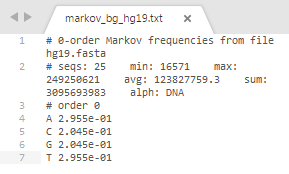 markov_bg_hg19.txt ×
1 # 0-order Markov frequencies from file
hg19.fasta
2 # seqs: 25 min: 16571 max:
249250621 avg: 123827759.3 sum:
3095693983 alph: DNA
3 # order 0
4 A 2.955e-01
5 C 2.045e-01
6 G 2.045e-01
7 T 2.955e-01